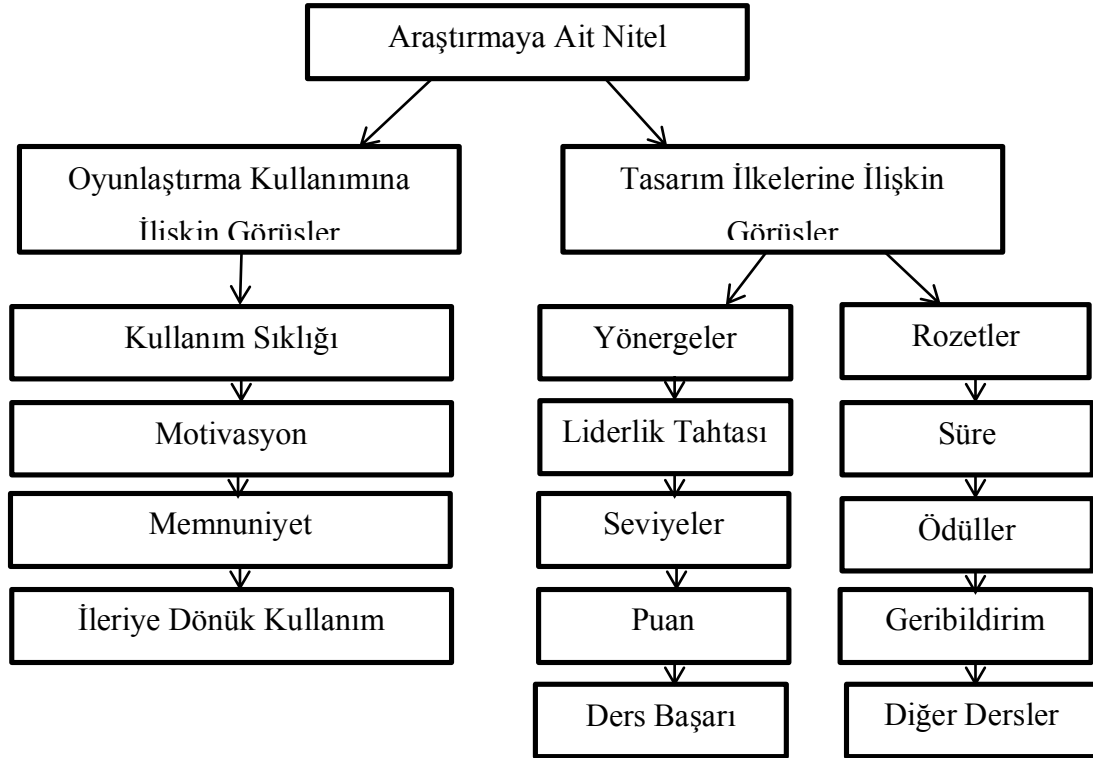 Araştırmaya Ait Nitel
Oyunlaştırma Kullanımına
İlişkin Görüşler
Tasarım İlkelerine İlişkin
Görüşler
Kullanım Sıklığı
Motivasyon
Memnuniyet
İleriye Dönük Kullanım
Yönergeler
Liderlik Tahtası
Seviyeler
Puan
Ders Başarı
Rozetler
Süre
Ödüller
Geribildirim
Diğer Dersler